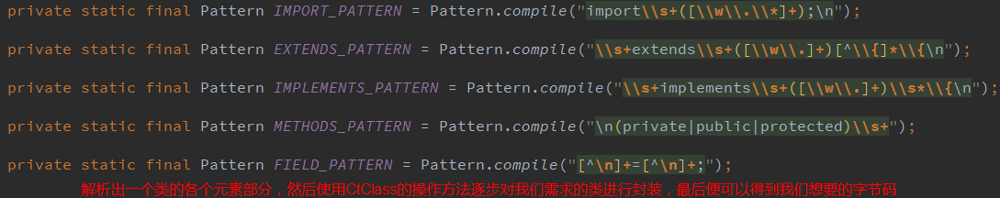 private static final Pattern IMPORT_PATTERN = Pattern.compile("import\\s+([\\w\\.\\*]+);\n");
private static final Pattern EXTENDS_PATTERN = Pattern.compile("\\s+extends\\s+([\\w\\.]+)[^\\{]*\\{\n");
private static final Pattern IMPLEMENTS_PATTERN = Pattern.compile("\\s+implements\\s+([\\w\\.]+)\\s*\\{\n");
private static final Pattern METHODS_PATTERN = Pattern.compile("\n(private|public|protected)\\s+");
private static final Pattern FIELD_PATTERN = Pattern.compile("[^\n]+=[^\n]+;");
解析出一个类的各个元素部分，然后使用CtClass的操作方法逐步对我们需求的类进行封装，最后便可以得到我们想要的字节码